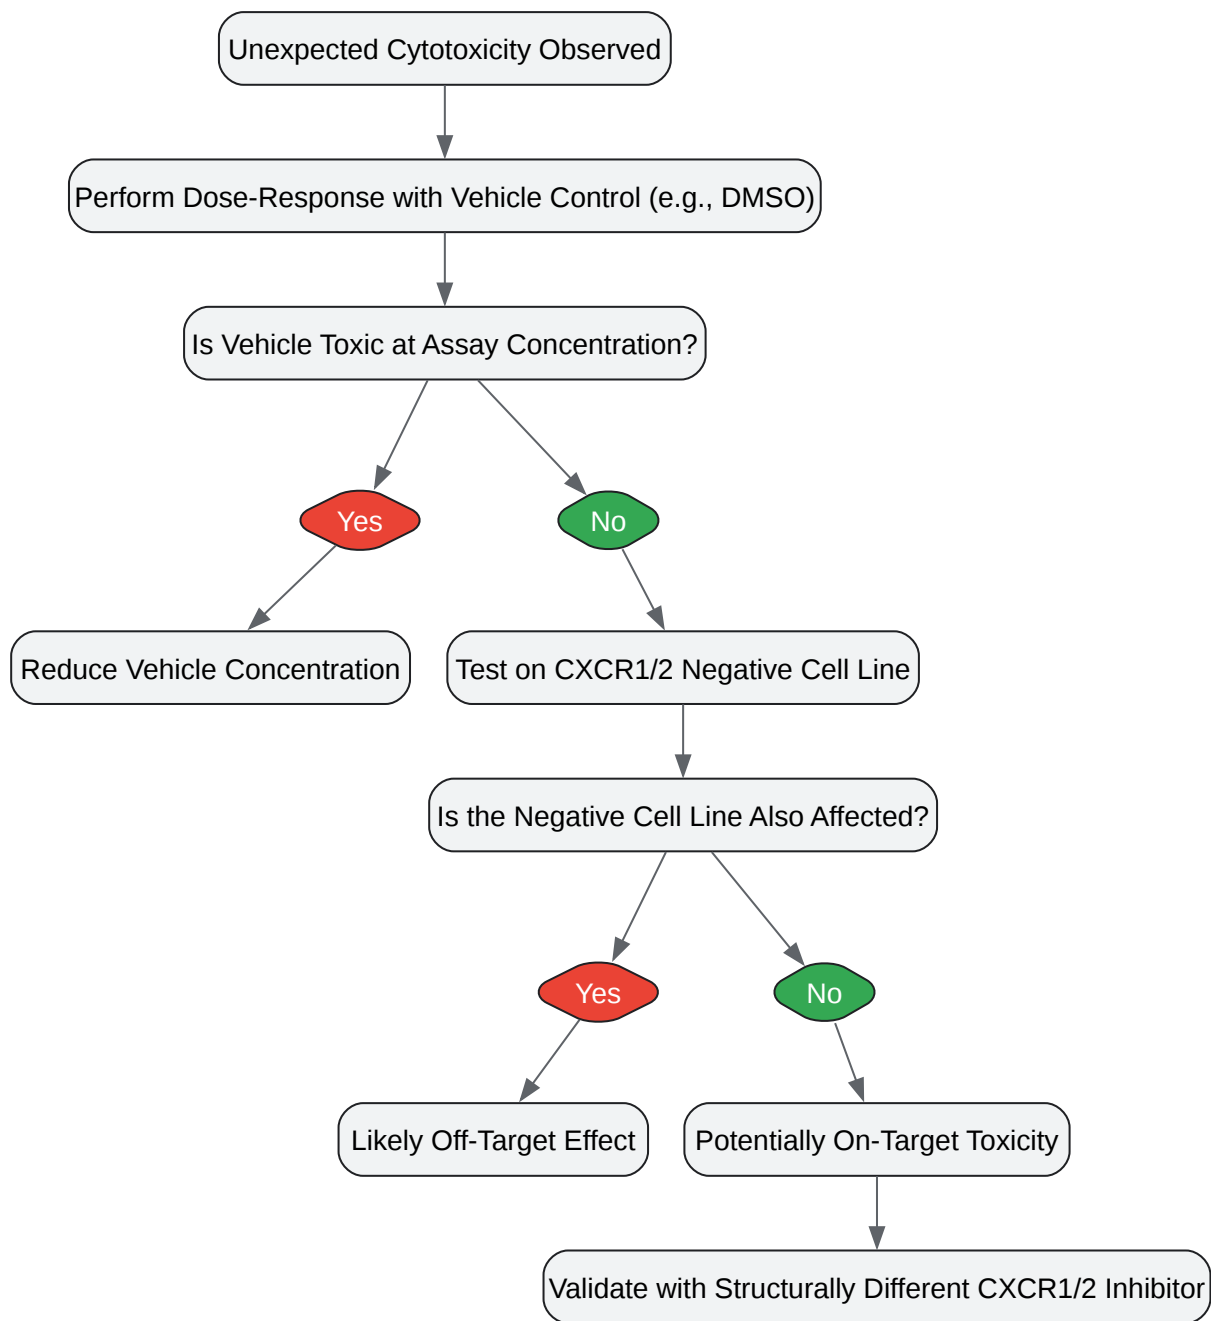 Unexpected Cytotoxicity Observed
Perform Dose-Response with Vehicle Control (e.g., DMSO)
Is Vehicle Toxic at Assay Concentration?
Yes
No
Reduce Vehicle Concentration
Test on CXCR1/2 Negative Cell Line
Is the Negative Cell Line Also Affected?
Yes
No
Likely Off-Target Effect
Potentially On-Target Toxicity
Validate with Structurally Different CXCR1/2 Inhibitor